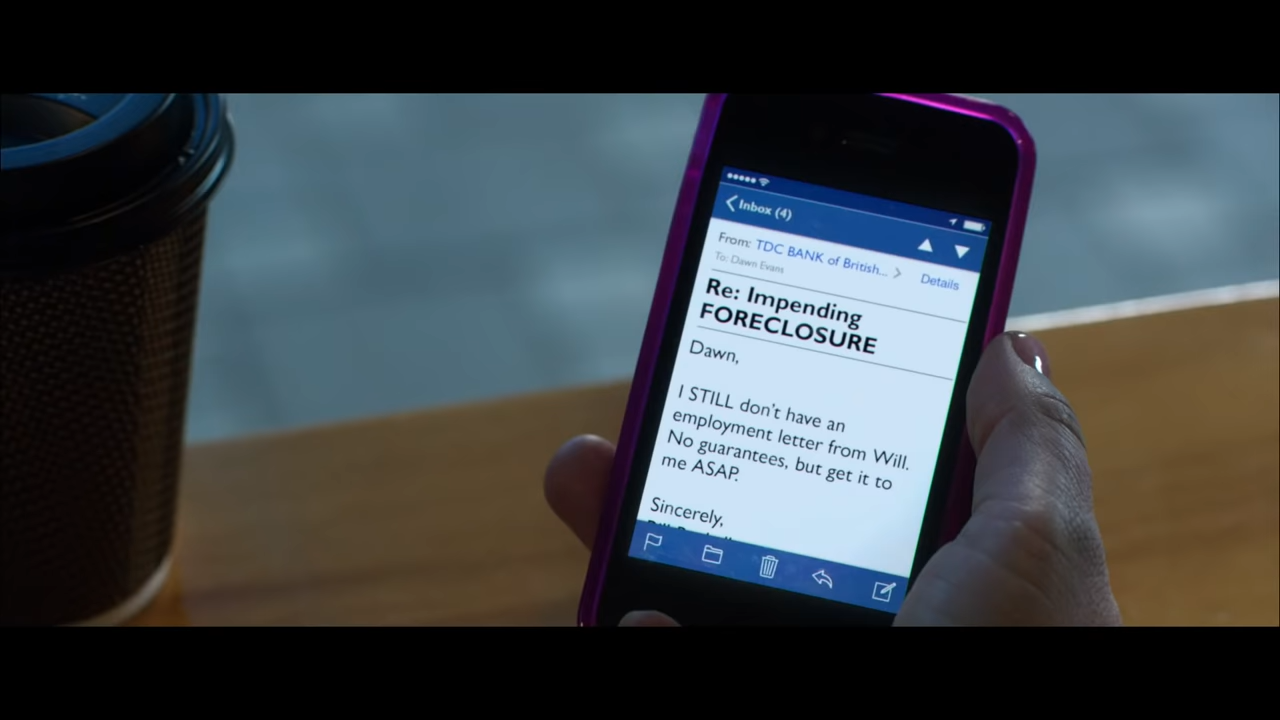 Inbox (4)
From: TDC BANK of British...
To: Dawn Evans
Details
Re: Impending
FORECLOSURE
Dawn,
I STILL don't have an
employment letter from Will.
No guarantees, but get it to
me ASAP.
Sincerely,